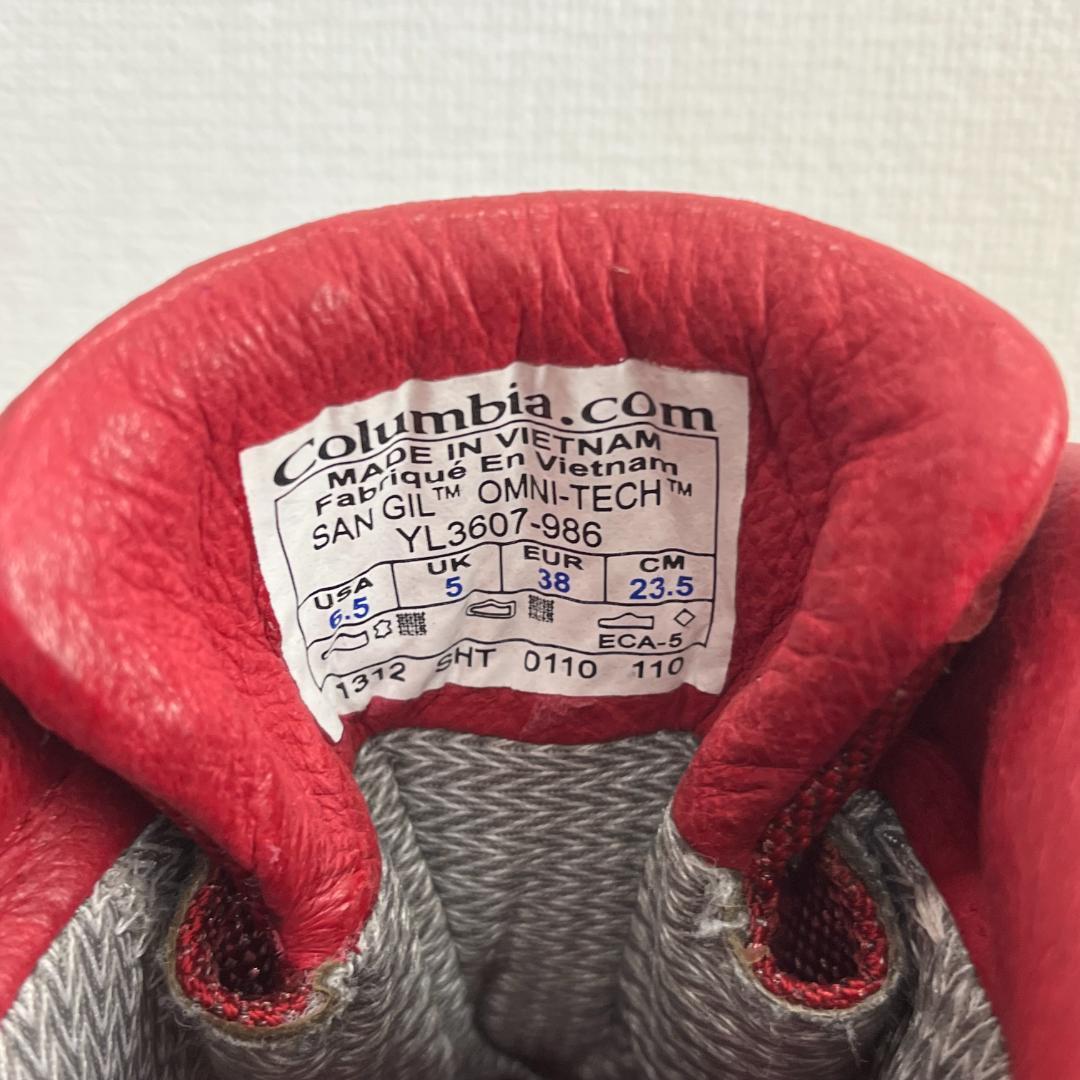 Columbia.com
MADE IN VIETNAM
Fabriqué En Vietnam
SAN GIL™ OMNI-TECH™
YL3607-986
USA UK EUR CM
6.5 5 38 23.5
ECA-5
1312 SHT 0110 110